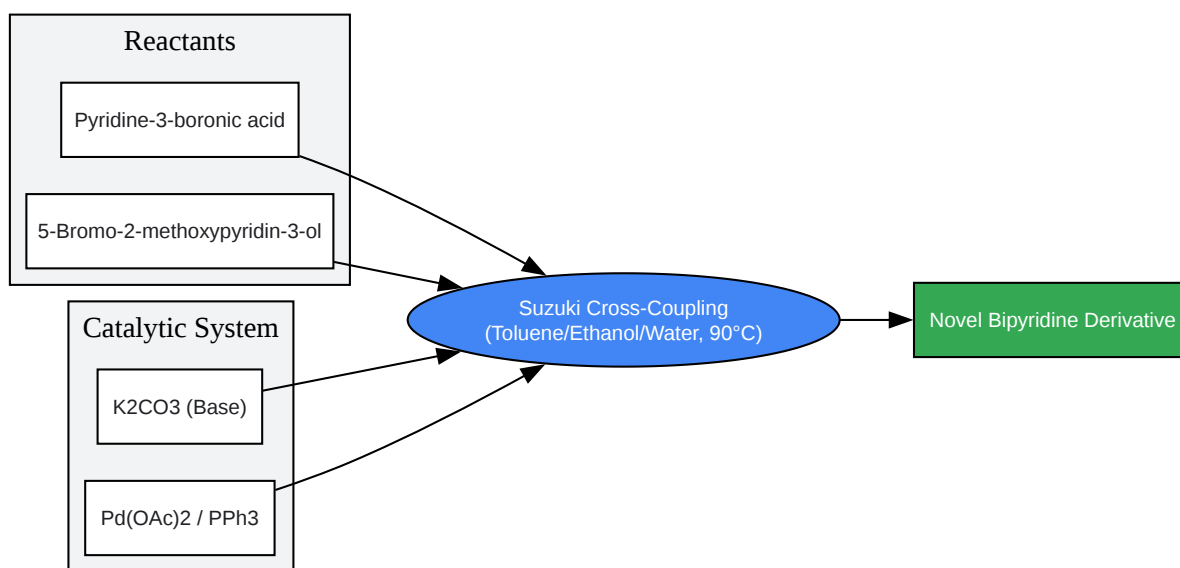 Reactants
Pyridine-3-boronic acid
5-Bromo-2-methoxypyridin-3-ol
Catalytic System
K2CO3 (Base)
Pd(OAc)2 / PPh3
Suzuki Cross-Coupling
(Toluene/Ethanol/Water, 90°C)
Novel Bipyridine Derivative